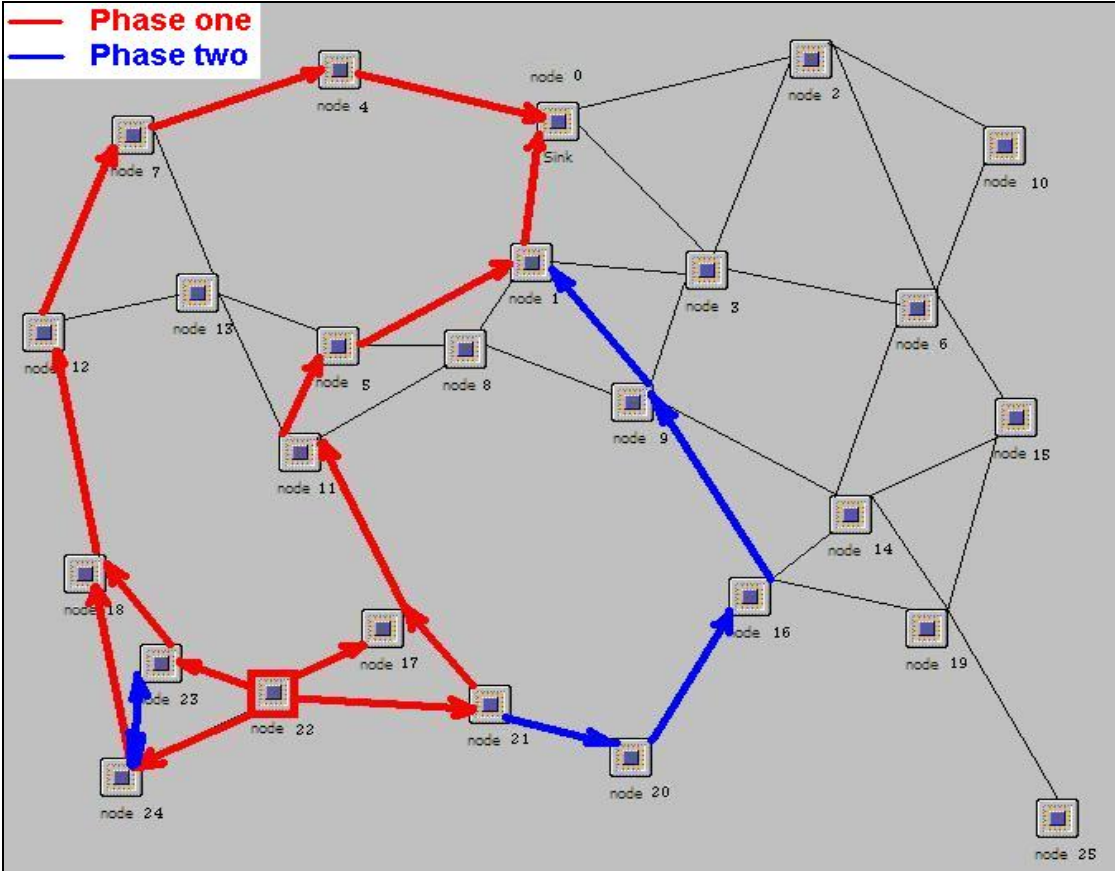 Phase one
Phase two
node 0
node 4
node 2
Sink
node 7
node 10
node 1
node 3
node 13
node 6
node 12
node 5
node 8
node 9
node 15
node 11
node 14
node 18
node 16
node 17
node 19
node 23
node 22
node 21
node 20
node 24
node 25